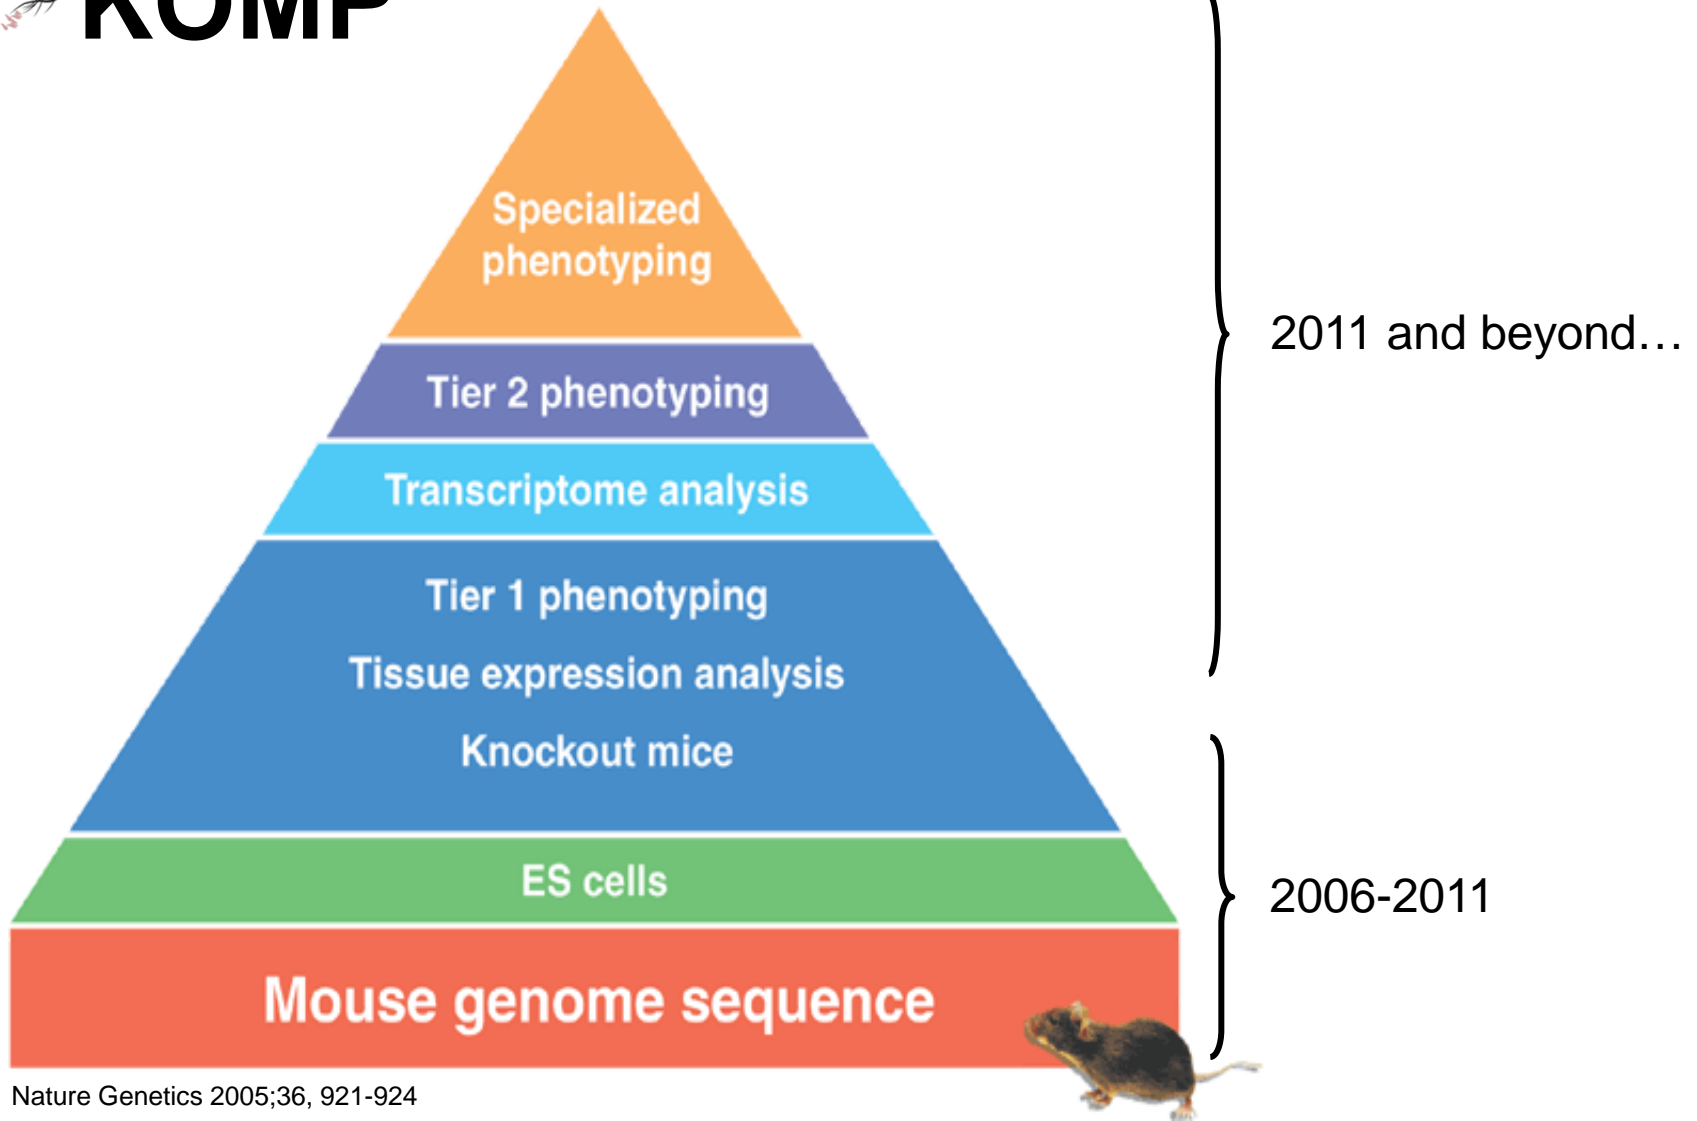 KOMP
Specialized
phenotyping
2011 and beyond…
Tier 2 phenotyping
Transcriptome analysis
Tier 1 phenotyping
Tissue expression analysis
Knockout mice
ES cells
2006-2011
Mouse genome sequence
Nature Genetics 2005;36, 921-924